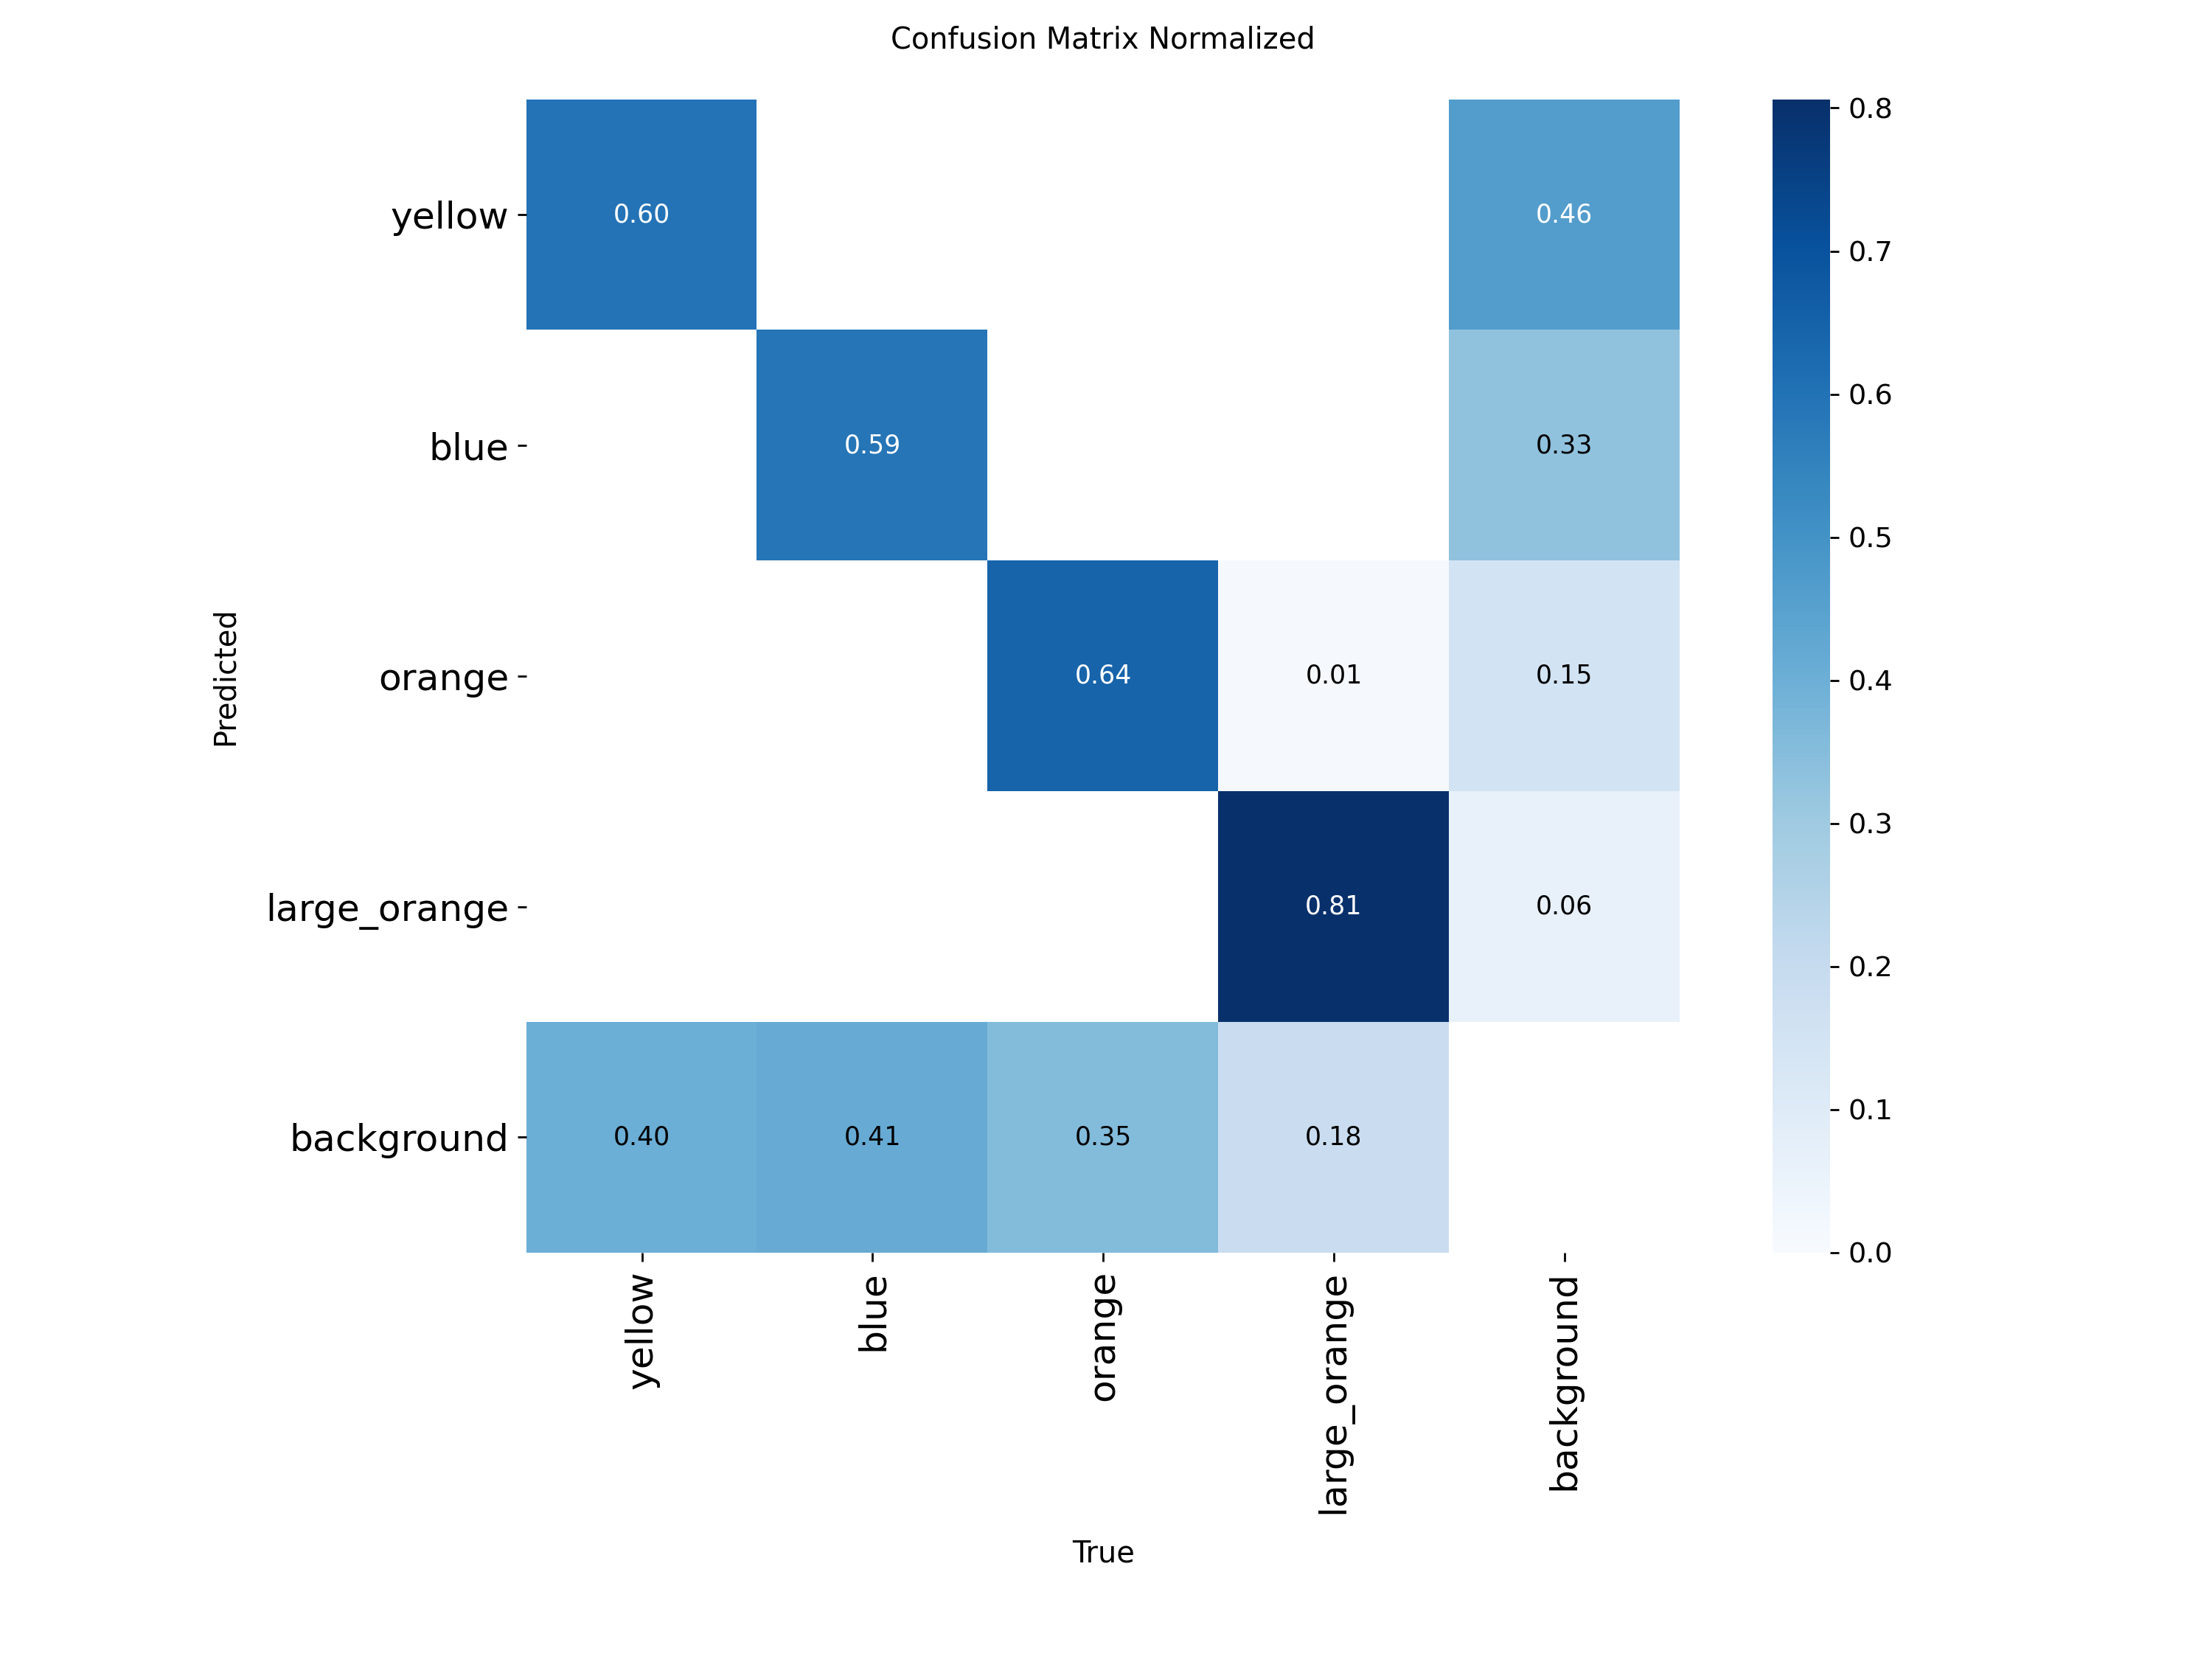 Confusion Matrix Normalized
yellow
0.60
0.46
blue
0.59
0.33
orange
0.64
0.01
0.15
large_orange
0.81
0.06
background
0.40
0.41
0.35
0.18
Predicted
yellow
blue
orange
large_orange
background
True
0.8
0.7
0.6
0.5
0.4
0.3
0.2
0.1
0.0